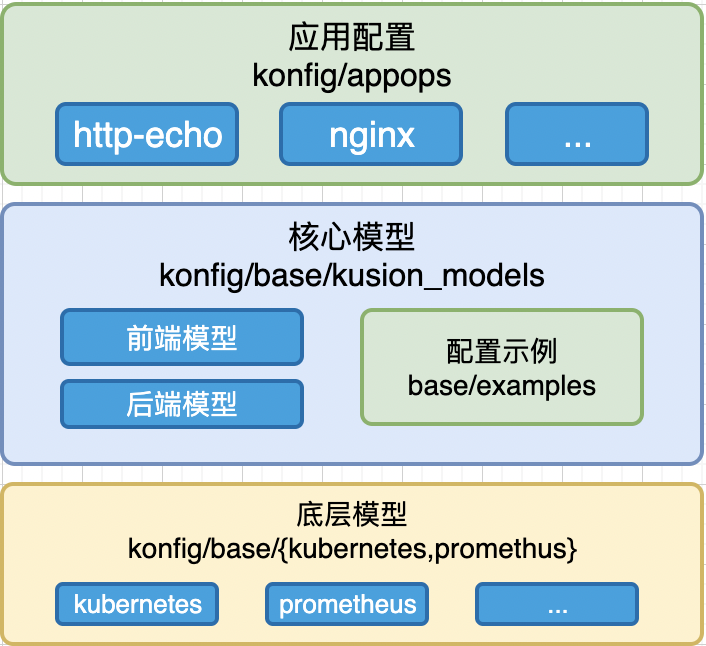 应用配置
konfig/appops
http-echo
nginx
...
核心模型
konfig/base/kusion_models
前端模型
后端模型
配置示例
base/examples
底层模型
konfig/base/{kubernetes,promethus}
kubernetes
prometheus
...